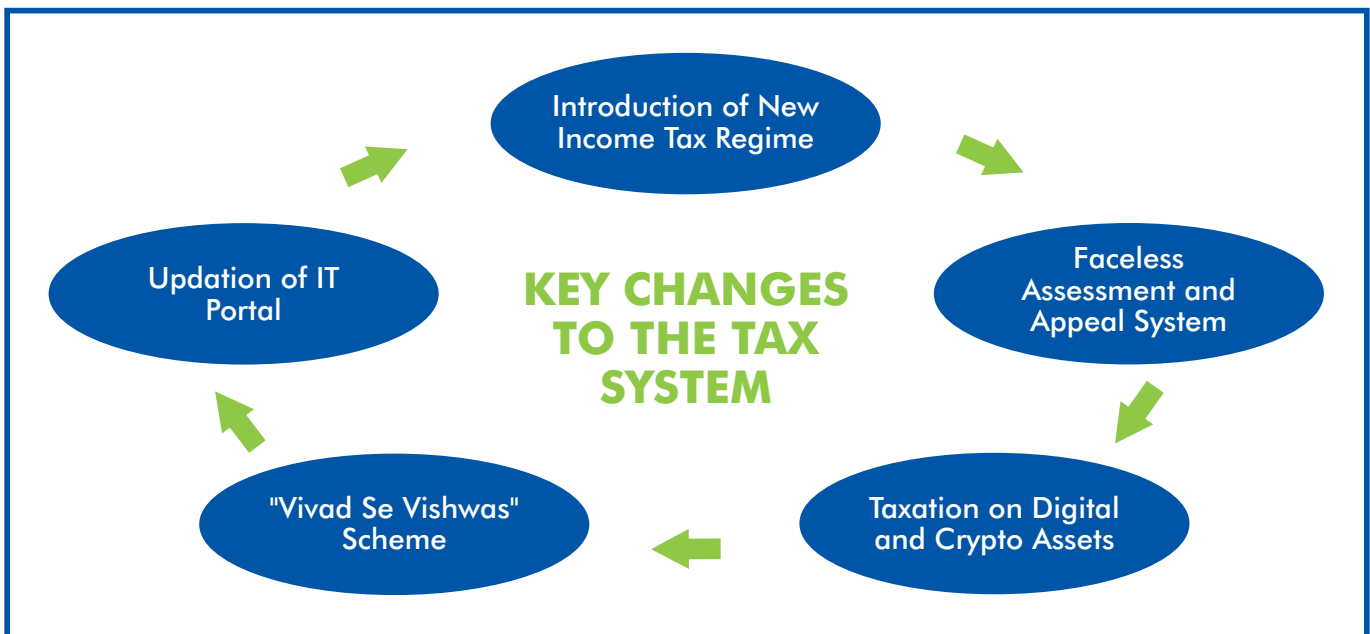 Introduction of New
Income Tax Regime
Faceless
Assessment and
Appeal System
Taxation on Digital
and Crypto Assets
"Vivad Se Vishwas"
Scheme
Updation of IT
Portal
KEY CHANGES
TO THE TAX
SYSTEM